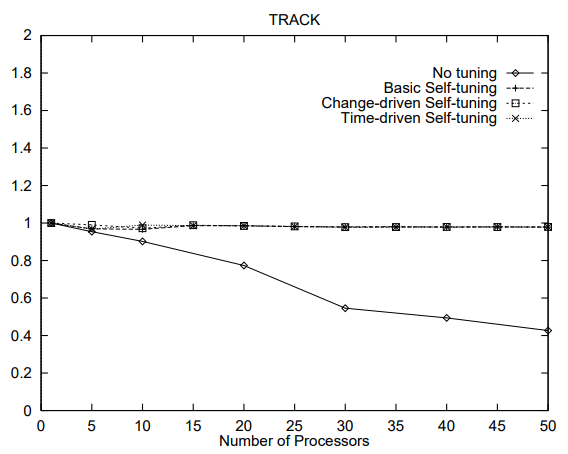 TRACK
2
1.8
1.6
1.4
1.2
1
0.8
0.6
0.4
0.2
0
No tuning
Basic Self-tuning
Change-driven Self-tuning
Time-driven Self-tuning
0 5 10 15 20 25 30 35 40 45 50
Number of Processors